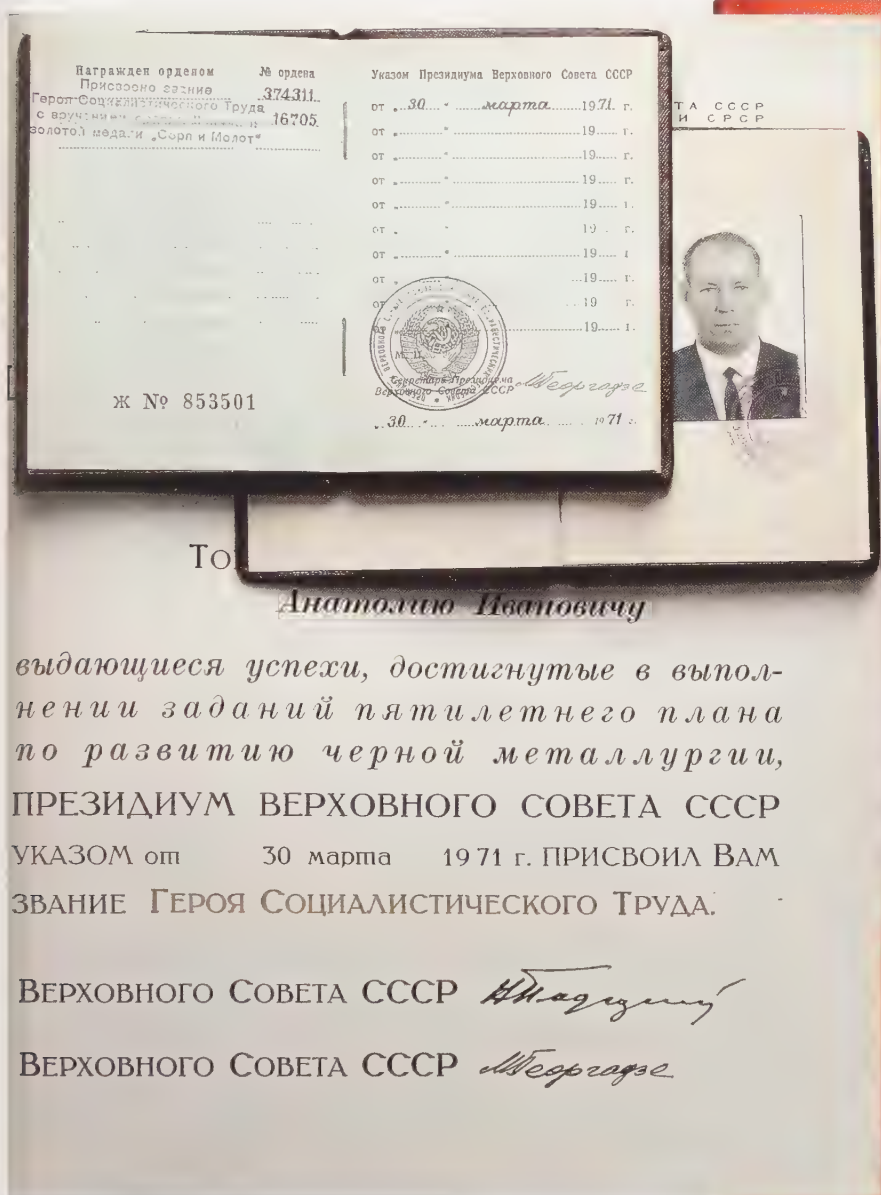 Награжден орденом № ордена
Присвоено звание 374311
Героя Социалистического Труда
с вручением 16705
золотой медали „Серп и Молот“
Ж № 853501
Указом Президиума Верховного Совета СССР
от „30“ марта 1971 г.
от „ “ 19 г.
от „ “ 19 г.
от „ “ 19 г.
от „ “ 19 г.
от „ “ 19 г.
от „ “ 19 г.
от „ “ 19 г.
от „ “ 19 г.
от „ “ 19 г.
М. П.
Секретарь Президиума
Верховного Совета СССР МГеоргадзе
„30“ марта 1971 г.
ТА СССР
И СРСР
То
Анатолию Ивановичу
выдающиеся успехи, достигнутые в выпол-
нении заданий пятилетнего плана
по развитию черной металлургии,
ПРЕЗИДИУМ ВЕРХОВНОГО СОВЕТА СССР
УКАЗОМ от 30 марта 1971 г. ПРИСВОИЛ ВАМ
ЗВАНИЕ ГЕРОЯ СОЦИАЛИСТИЧЕСКОГО ТРУДА.
ВЕРХОВНОГО СОВЕТА СССР НПодгорный
ВЕРХОВНОГО СОВЕТА СССР МГеоргадзе